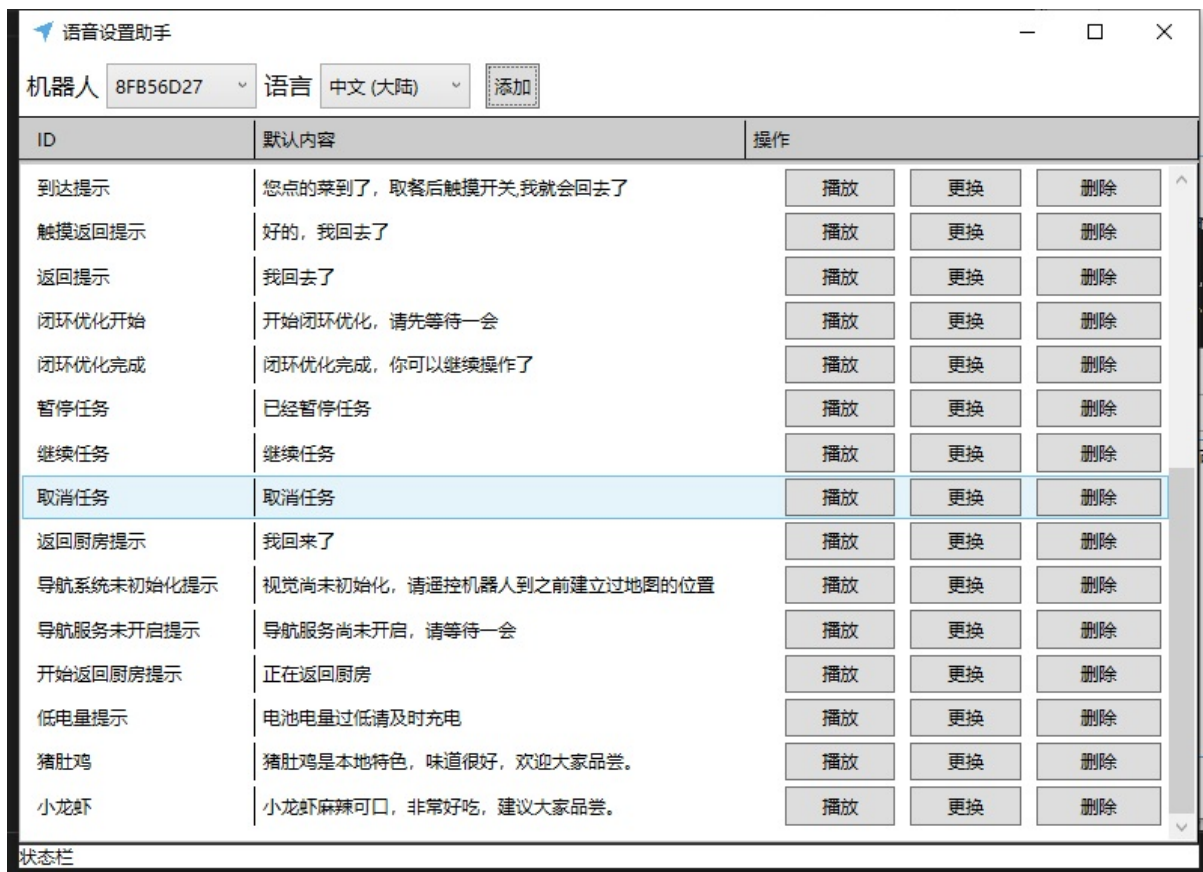 语音设置助手
机器人 8FB56D27 语言 中文 (大陆) 添加
ID 默认内容 操作
到达提示 您点的菜到了，取餐后触摸开关,我就会回去了 播放 更换 删除
触摸返回提示 好的，我回去了 播放 更换 删除
返回提示 我回去了 播放 更换 删除
闭环优化开始 开始闭环优化，请先等待一会 播放 更换 删除
闭环优化完成 闭环优化完成，你可以继续操作了 播放 更换 删除
暂停任务 已经暂停任务 播放 更换 删除
继续任务 继续任务 播放 更换 删除
取消任务 取消任务 播放 更换 删除
返回厨房提示 我回来了 播放 更换 删除
导航系统未初始化提示 视觉尚未初始化，请遥控机器人到之前建立过地图的位置 播放 更换 删除
导航服务未开启提示 导航服务尚未开启，请等待一会 播放 更换 删除
开始返回厨房提示 正在返回厨房 播放 更换 删除
低电量提示 电池电量过低请及时充电 播放 更换 删除
猪肚鸡 猪肚鸡是本地特色，味道很好，欢迎大家品尝。 播放 更换 删除
小龙虾 小龙虾麻辣可口，非常好吃，建议大家品尝。 播放 更换 删除
状态栏